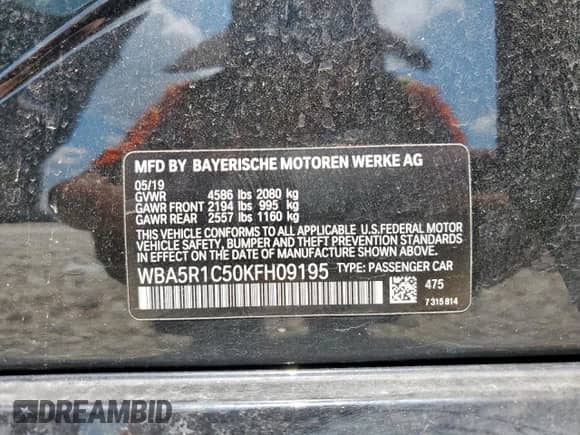 MFD BY BAYERISCHE MOTOREN WERKE AG
05/19
GVWR 4586 lbs 2080 kg
GAWR FRONT 2194 lbs 995 kg
GAWR REAR 2557 lbs 1160 kg
THIS VEHICLE CONFORMS TO ALL APPLICABLE U.S.FEDERAL MOTOR
VEHICLE SAFETY, BUMPER AND THEFT PREVENTION STANDARDS
IN EFFECT ON THE DATE OF MANUFACTURE SHOWN ABOVE.
WBA5R1C50KFH09195 TYPE: PASSENGER CAR
475
7315814
DREAMBID